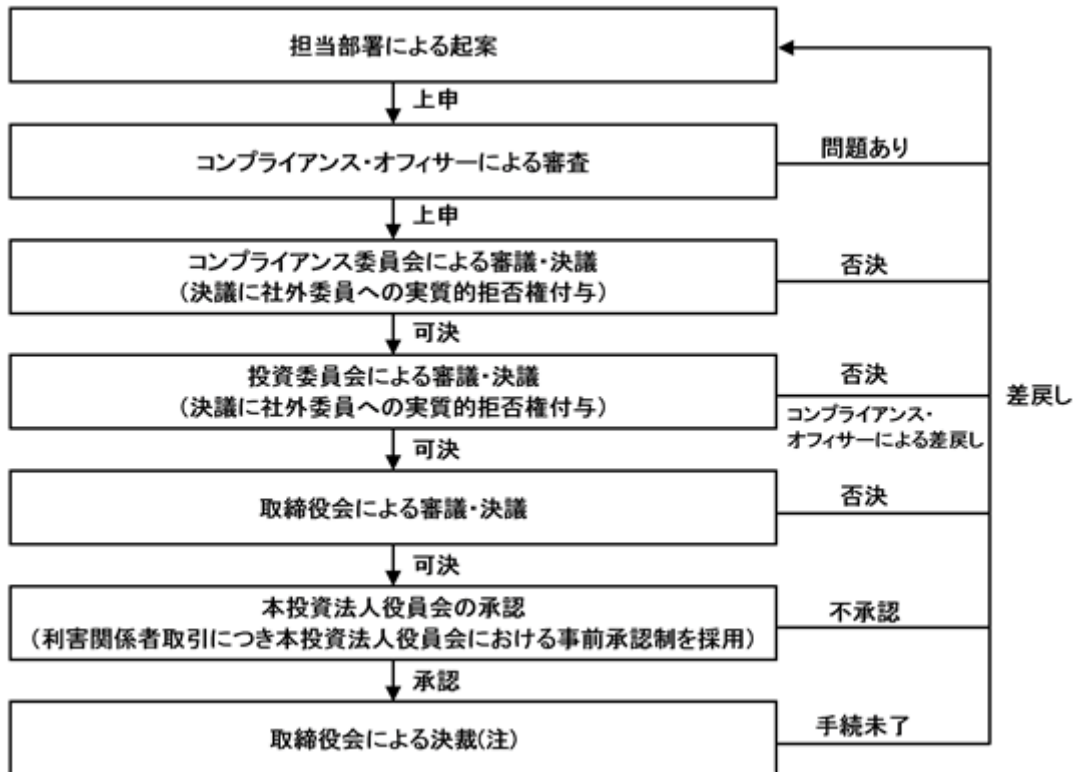 担当部署による起案
上申
コンプライアンス・オフィサーによる審査
問題あり
上申
コンプライアンス委員会による審議・決議
(決議に社外委員への実質的拒否権付与)
否決
可決
投資委員会による審議・決議
(決議に社外委員への実質的拒否権付与)
否決
コンプライアンス・
オフィサーによる差戻し
差戻し
可決
取締役会による審議・決議
否決
可決
本投資法人役員会の承認
(利害関係者取引につき本投資法人役員会における事前承認制を採用)
不承認
承認
取締役会による決裁(注)
手続未了